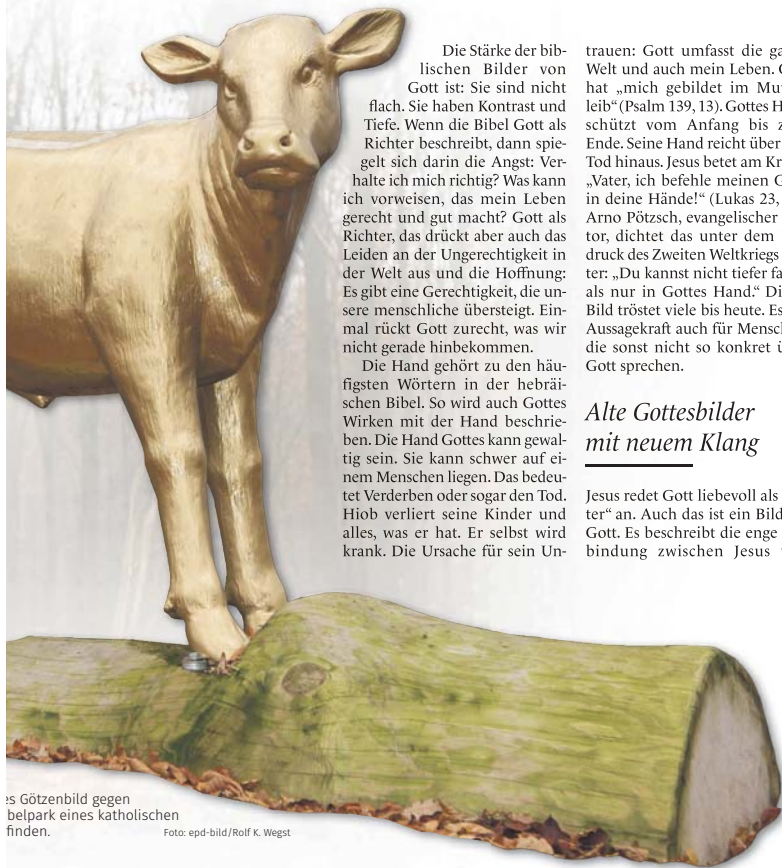 Die Stärke der bib-
lischen Bilder von
Gott ist: Sie sind nicht
flach. Sie haben Kontrast und
Tiefe. Wenn die Bibel Gott als
Richter beschreibt, dann spie-
gelt sich darin die Angst: Ver-
halte ich mich richtig? Was kann
ich vorweisen, das mein Leben
gerecht und gut macht? Gott als
Richter, das drückt aber auch das
Leiden an der Ungerechtigkeit in
der Welt aus und die Hoffnung:
Es gibt eine Gerechtigkeit, die un-
sere menschliche übersteigt. Ein-
mal rückt Gott zurecht, was wir
nicht gerade hinbekommen.
Die Hand gehört zu den häu-
figsten Wörtern in der hebräi-
schen Bibel. So wird auch Gottes
Wirken mit der Hand beschrie-
ben. Die Hand Gottes kann gewal-
tig sein. Sie kann schwer auf ei-
nem Menschen liegen. Das bedeu-
tet Verderben oder sogar den Tod.
Hiob verliert seine Kinder und
alles, was er hat. Er selbst wird
krank. Die Ursache für sein Un-
trauen: Gott umfasst die ga
Welt und auch mein Leben.
hat „mich gebildet im Mu
leib“ (Psalm 139, 13). Gottes H
schützt vom Anfang bis z
Ende. Seine Hand reicht über
Tod hinaus. Jesus betet am Kr
„Vater, ich befehle meinen G
in deine Hände!“ (Lukas 23,
Arno Pötzsch, evangelischer
tor, dichtet das unter dem
druck des Zweiten Weltkriegs
ter: „Du kannst nicht tiefer fa
als nur in Gottes Hand.“ Di
Bild tröstet viele bis heute. Es
Aussagekraft auch für Mensch
die sonst nicht so konkret ü
Gott sprechen.
Alte Gottesbilder
mit neuem Klang
Jesus redet Gott liebevoll als
ter“ an. Auch das ist ein Bild
Gott. Es beschreibt die enge
bindung zwischen Jesus
es Götzenbild gegen
belpark eines katholischen
finden.
Foto: epd-bild/Rolf K. Wegst